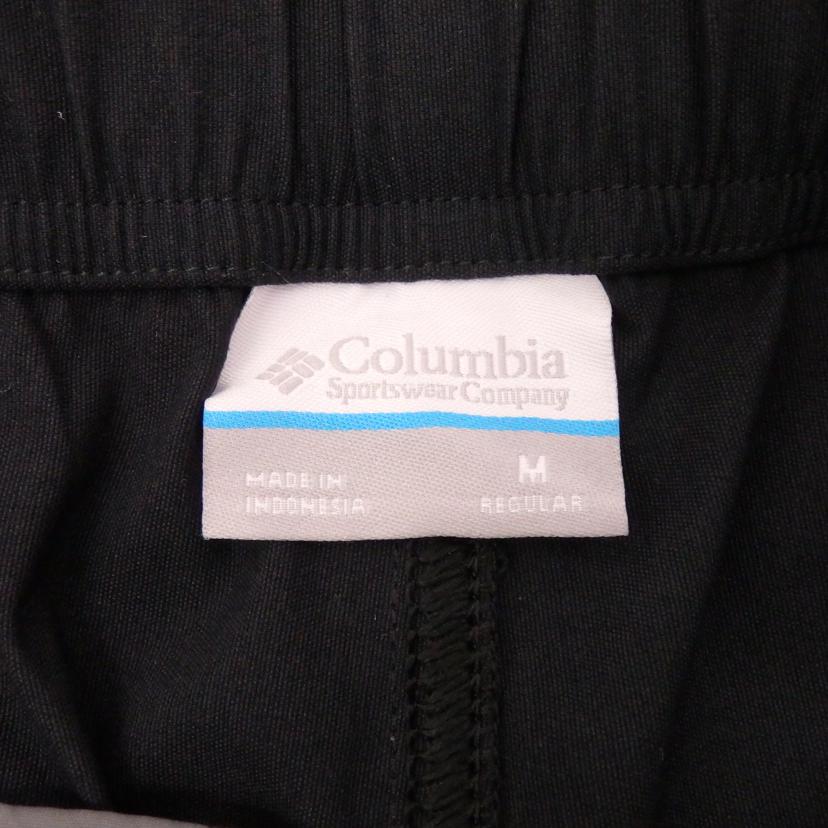 Columbia
Sportswear Company
M
MADE IN
INDONESIA
REGULAR